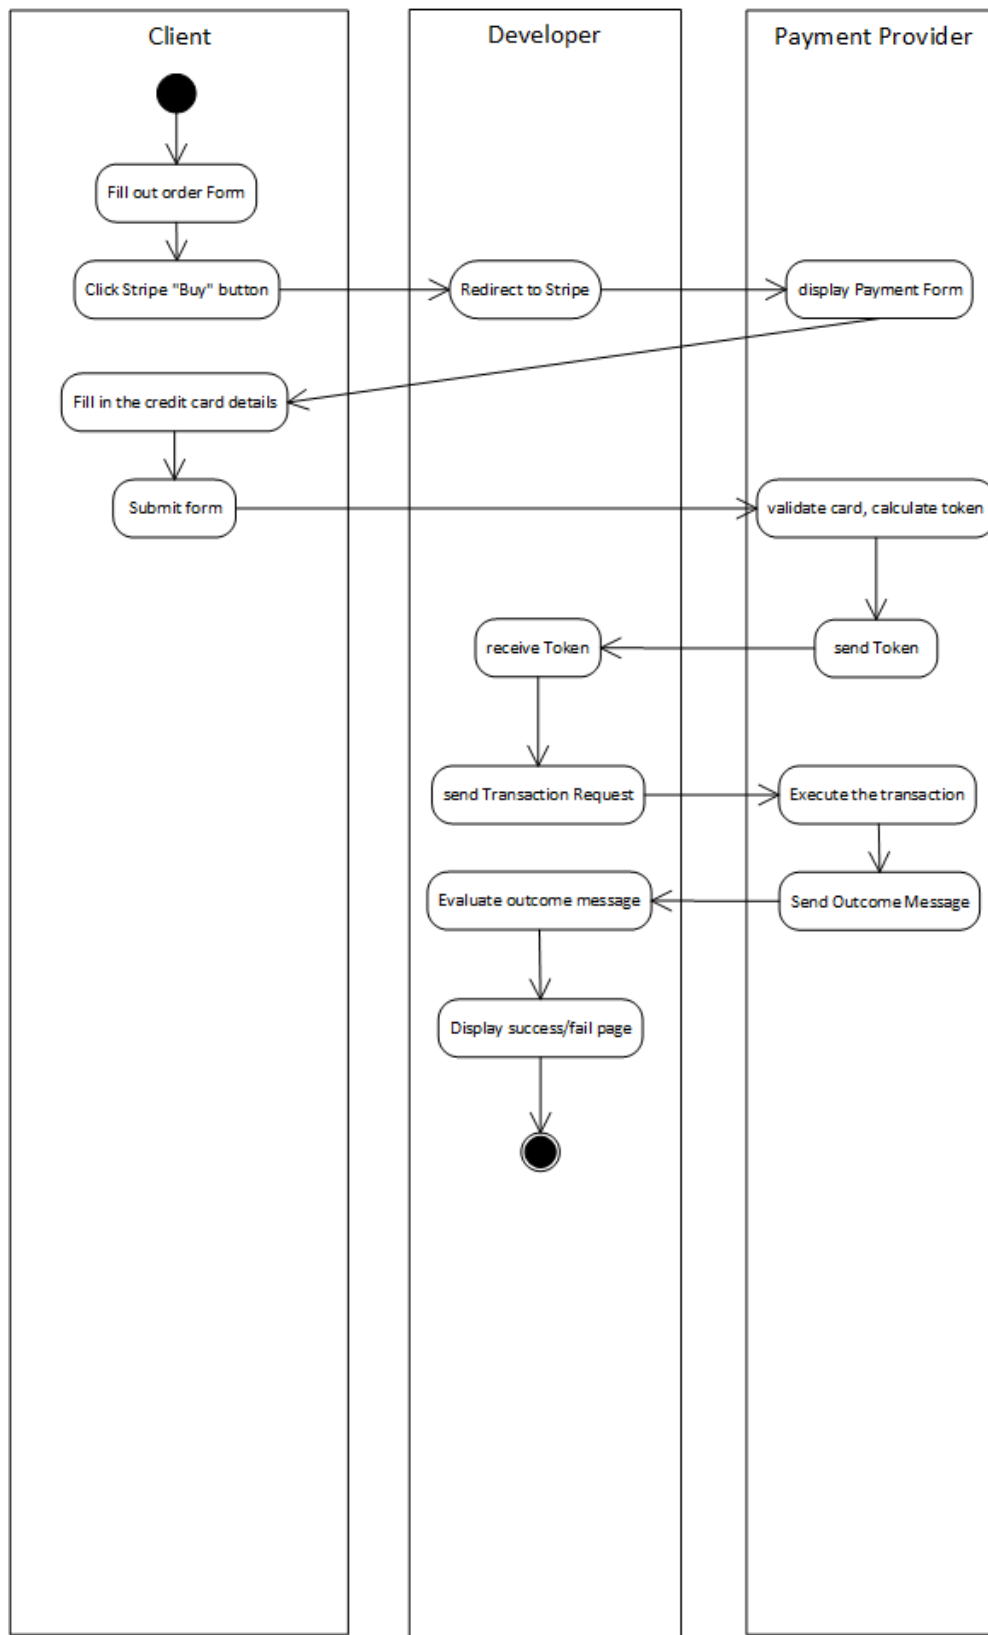 Client
Developer
Payment Provider
Fill out order Form
Click Stripe "Buy" button
Redirect to Stripe
display Payment Form
Fill in the credit card details
Submit form
validate card, calculate token
receive Token
send Token
send Transaction Request
Execute the transaction
Evaluate outcome message
Send Outcome Message
Display success/fail page